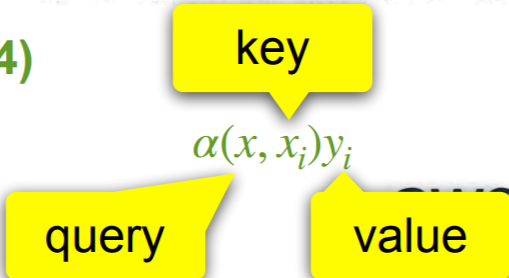 4)
key
α(x, xᵢ)yᵢ
query
value